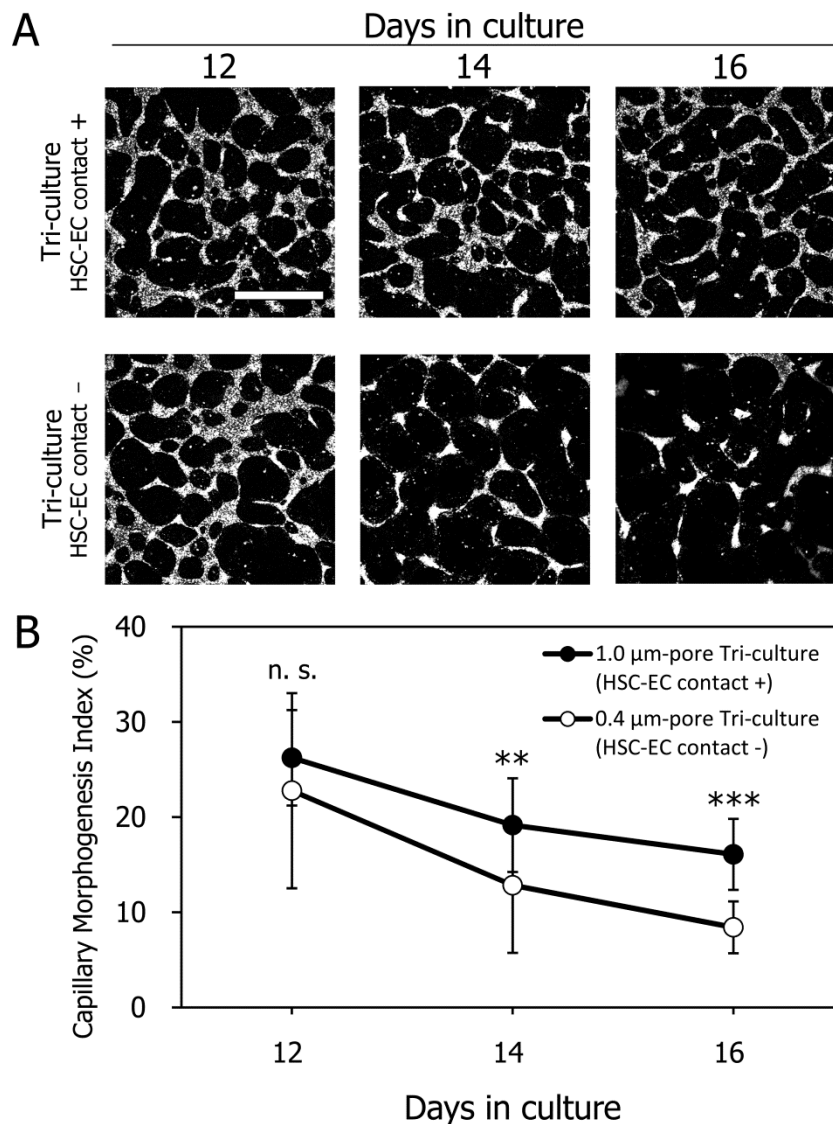 A
Days in culture
12 14 16
Tri-culture
HSC-EC contact +
Tri-culture
HSC-EC contact −
B
Capillary Morphogenesis Index (%)
40
30
20
10
0
n. s.
**
***
1.0 µm-pore Tri-culture
(HSC-EC contact +)
0.4 µm-pore Tri-culture
(HSC-EC contact -)
12 14 16
Days in culture